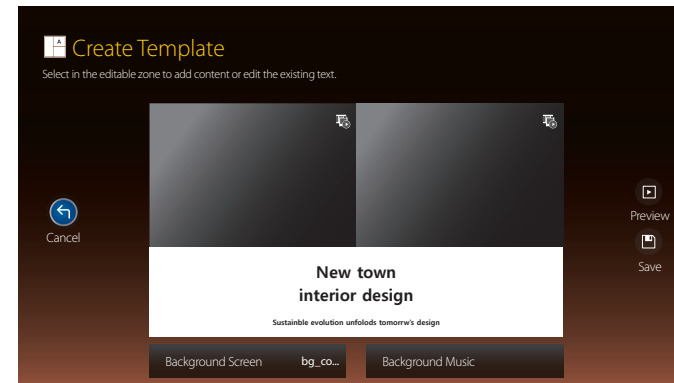 A
Create Template
Select in the editable zone to add content or edit the existing text.
Cancel
Preview
Save
New town
interior design
Sustainble evolution unfolods tomorrw's design
Background Screen bg_co...
Background Music